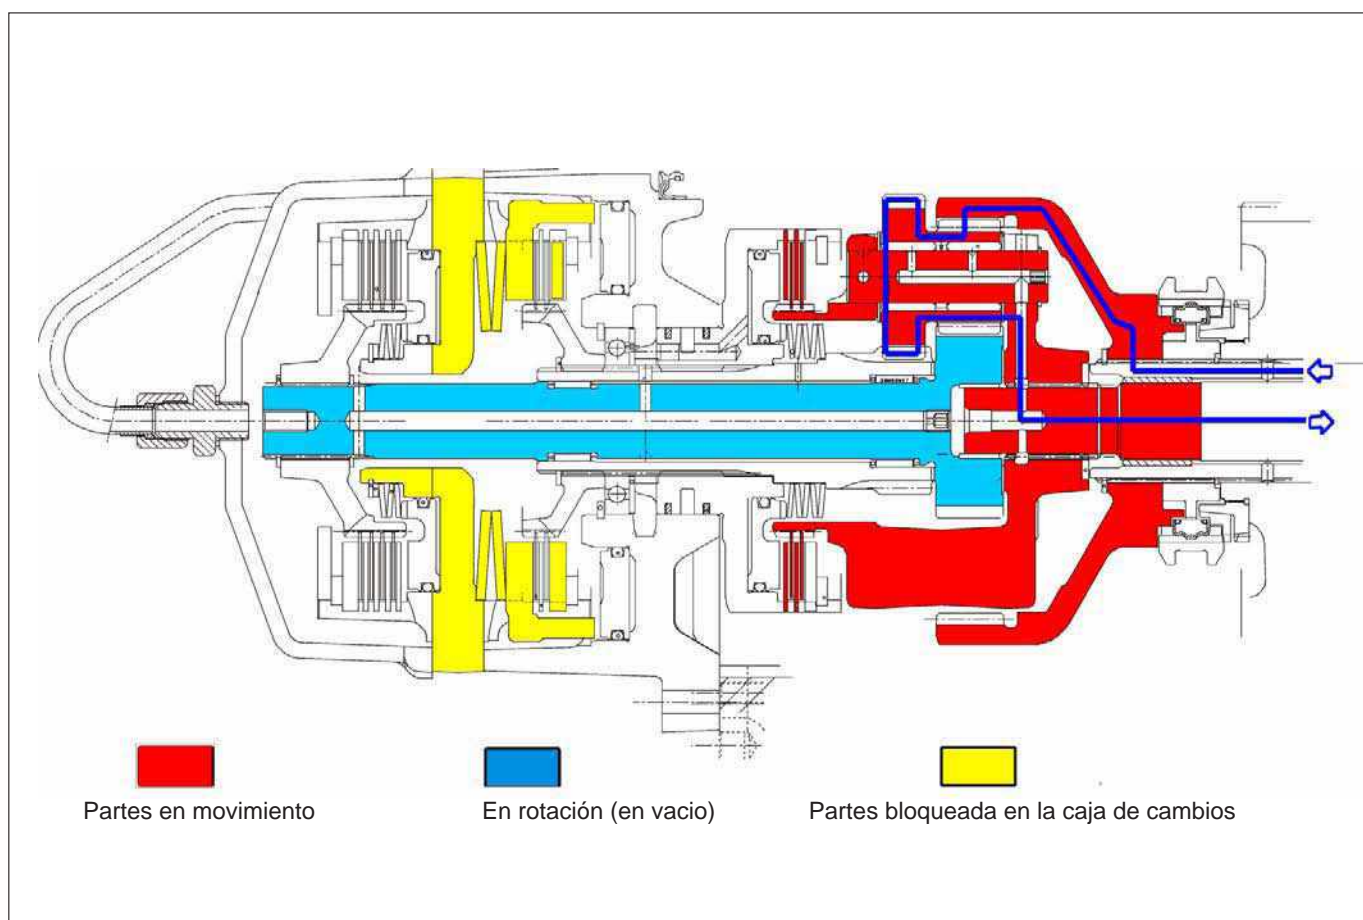 Partes en movimiento
En rotación (en vacio)
Partes bloqueada en la caja de cambios